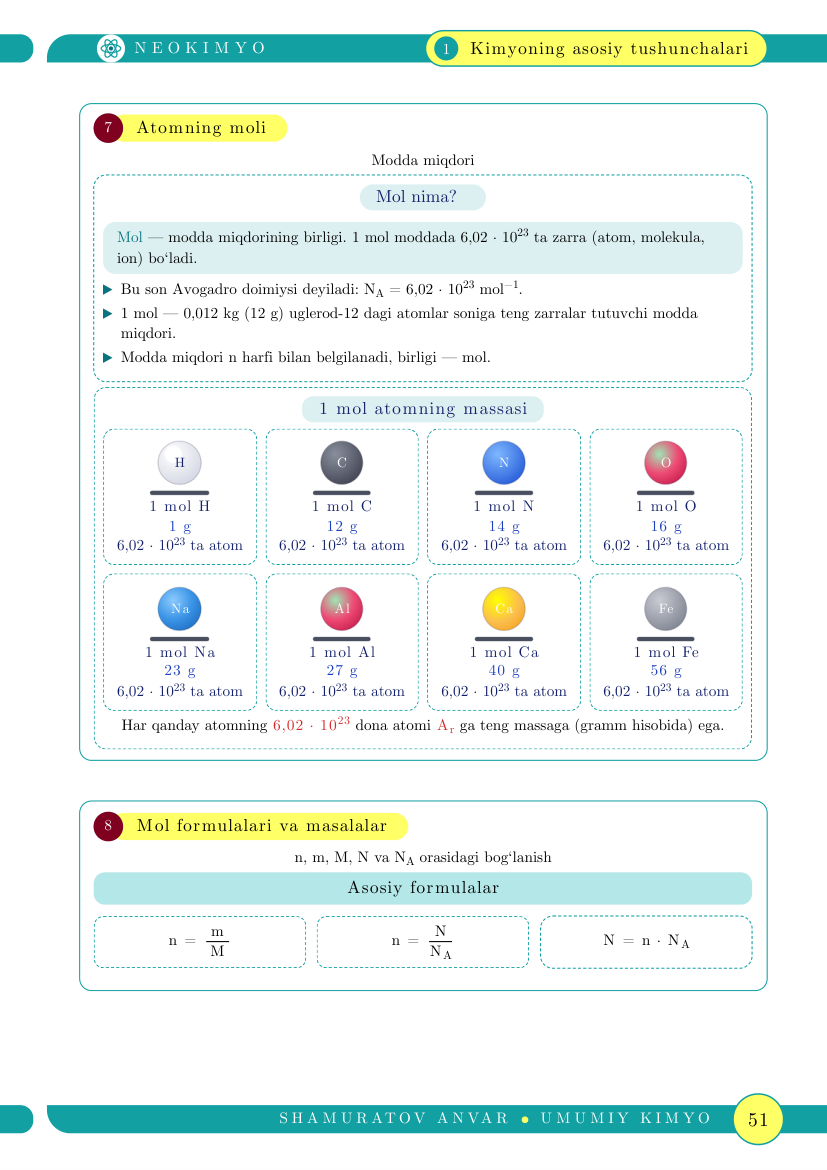 NEOKIMYO
1 Kimyoning asosiy tushunchalari
7 Atomning moli
Modda miqdori
Mol nima?
Mol — modda miqdorining birligi. 1 mol moddada 6,02 · 10²³ ta zarra (atom, molekula,
ion) bo‘ladi.
▶ Bu son Avogadro doimiysi deyiladi: N_A = 6,02 · 10²³ mol⁻¹.
▶ 1 mol — 0,012 kg (12 g) uglerod-12 dagi atomlar soniga teng zarralar tutuvchi modda
miqdori.
▶ Modda miqdori n harfi bilan belgilanadi, birligi — mol.
1 mol atomning massasi
H
1 mol H
1 g
6,02 · 10²³ ta atom
C
1 mol C
12 g
6,02 · 10²³ ta atom
N
1 mol N
14 g
6,02 · 10²³ ta atom
O
1 mol O
16 g
6,02 · 10²³ ta atom
Na
1 mol Na
23 g
6,02 · 10²³ ta atom
Al
1 mol Al
27 g
6,02 · 10²³ ta atom
Ca
1 mol Ca
40 g
6,02 · 10²³ ta atom
Fe
1 mol Fe
56 g
6,02 · 10²³ ta atom
Har qanday atomning 6,02 · 10²³ dona atomi A_r ga teng massaga (gramm hisobida) ega.
8 Mol formulalari va masalalar
n, m, M, N va N_A orasidagi bog‘lanish
Asosiy formulalar
n = m/M
n = N/N_A
N = n · N_A
SHAMURATOV ANVAR • UMUMIY KIMYO
51